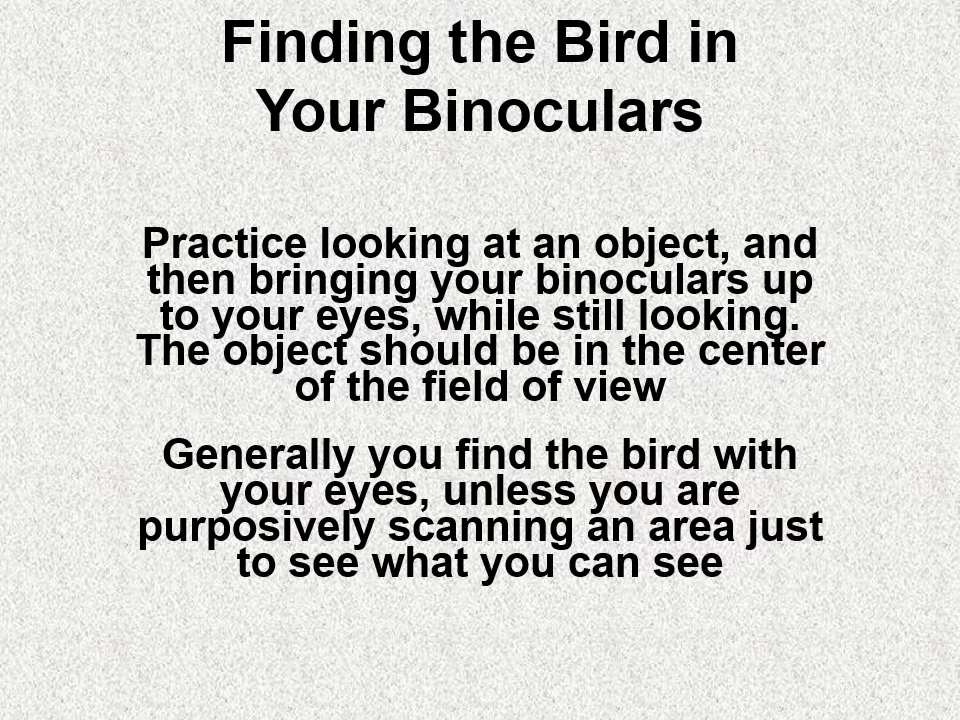 Finding the Bird in
Your Binoculars
Practice looking at an object, and
then bringing your binoculars up
to your eyes, while still looking.
The object should be in the center
of the field of view
Generally you find the bird with
your eyes, unless you are
purposively scanning an area just
to see what you can see